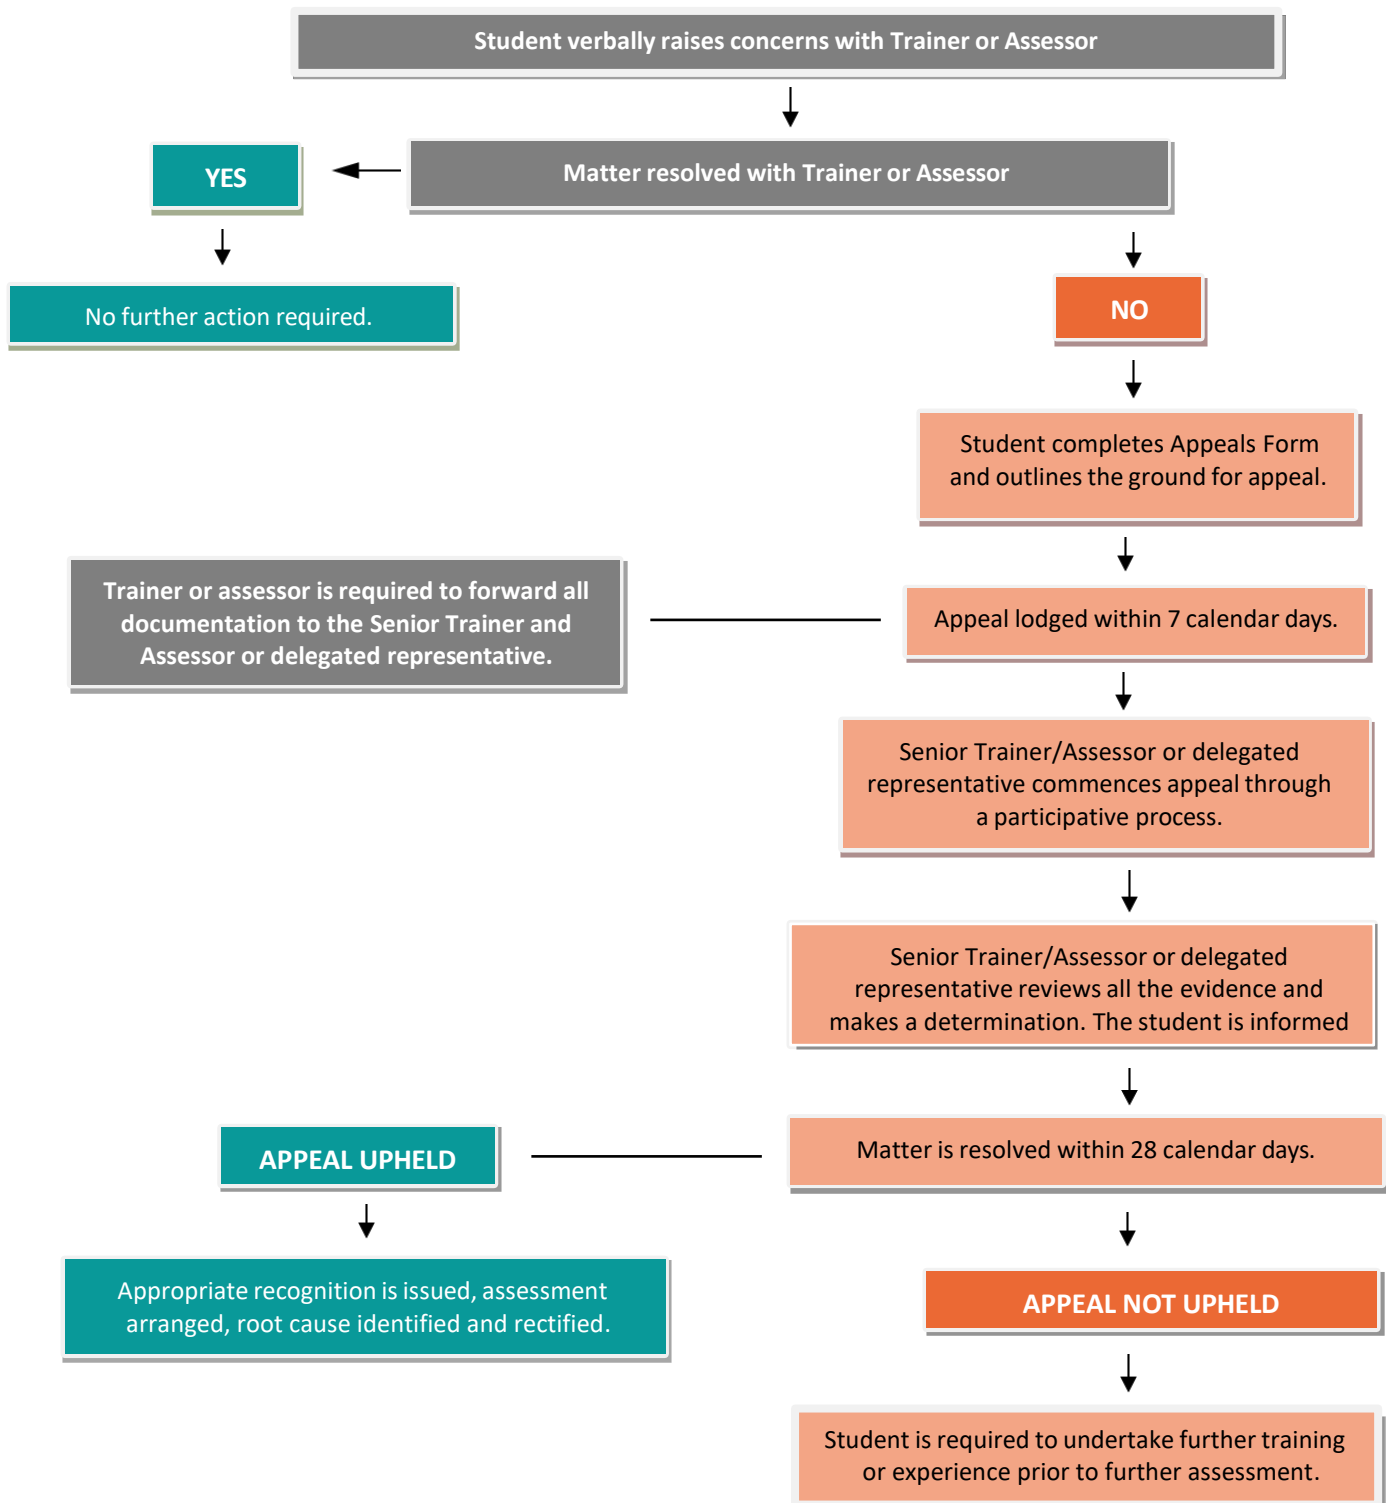 Student verbally raises concerns with Trainer or Assessor
YES
Matter resolved with Trainer or Assessor
No further action required.
NO
Student completes Appeals Form
and outlines the ground for appeal.
Trainer or assessor is required to forward all
documentation to the Senior Trainer and
Assessor or delegated representative.
Appeal lodged within 7 calendar days.
Senior Trainer/Assessor or delegated
representative commences appeal through
a participative process.
Senior Trainer/Assessor or delegated
representative reviews all the evidence and
makes a determination. The student is informed
APPEAL UPHELD
Matter is resolved within 28 calendar days.
Appropriate recognition is issued, assessment
arranged, root cause identified and rectified.
APPEAL NOT UPHELD
Student is required to undertake further training
or experience prior to further assessment.